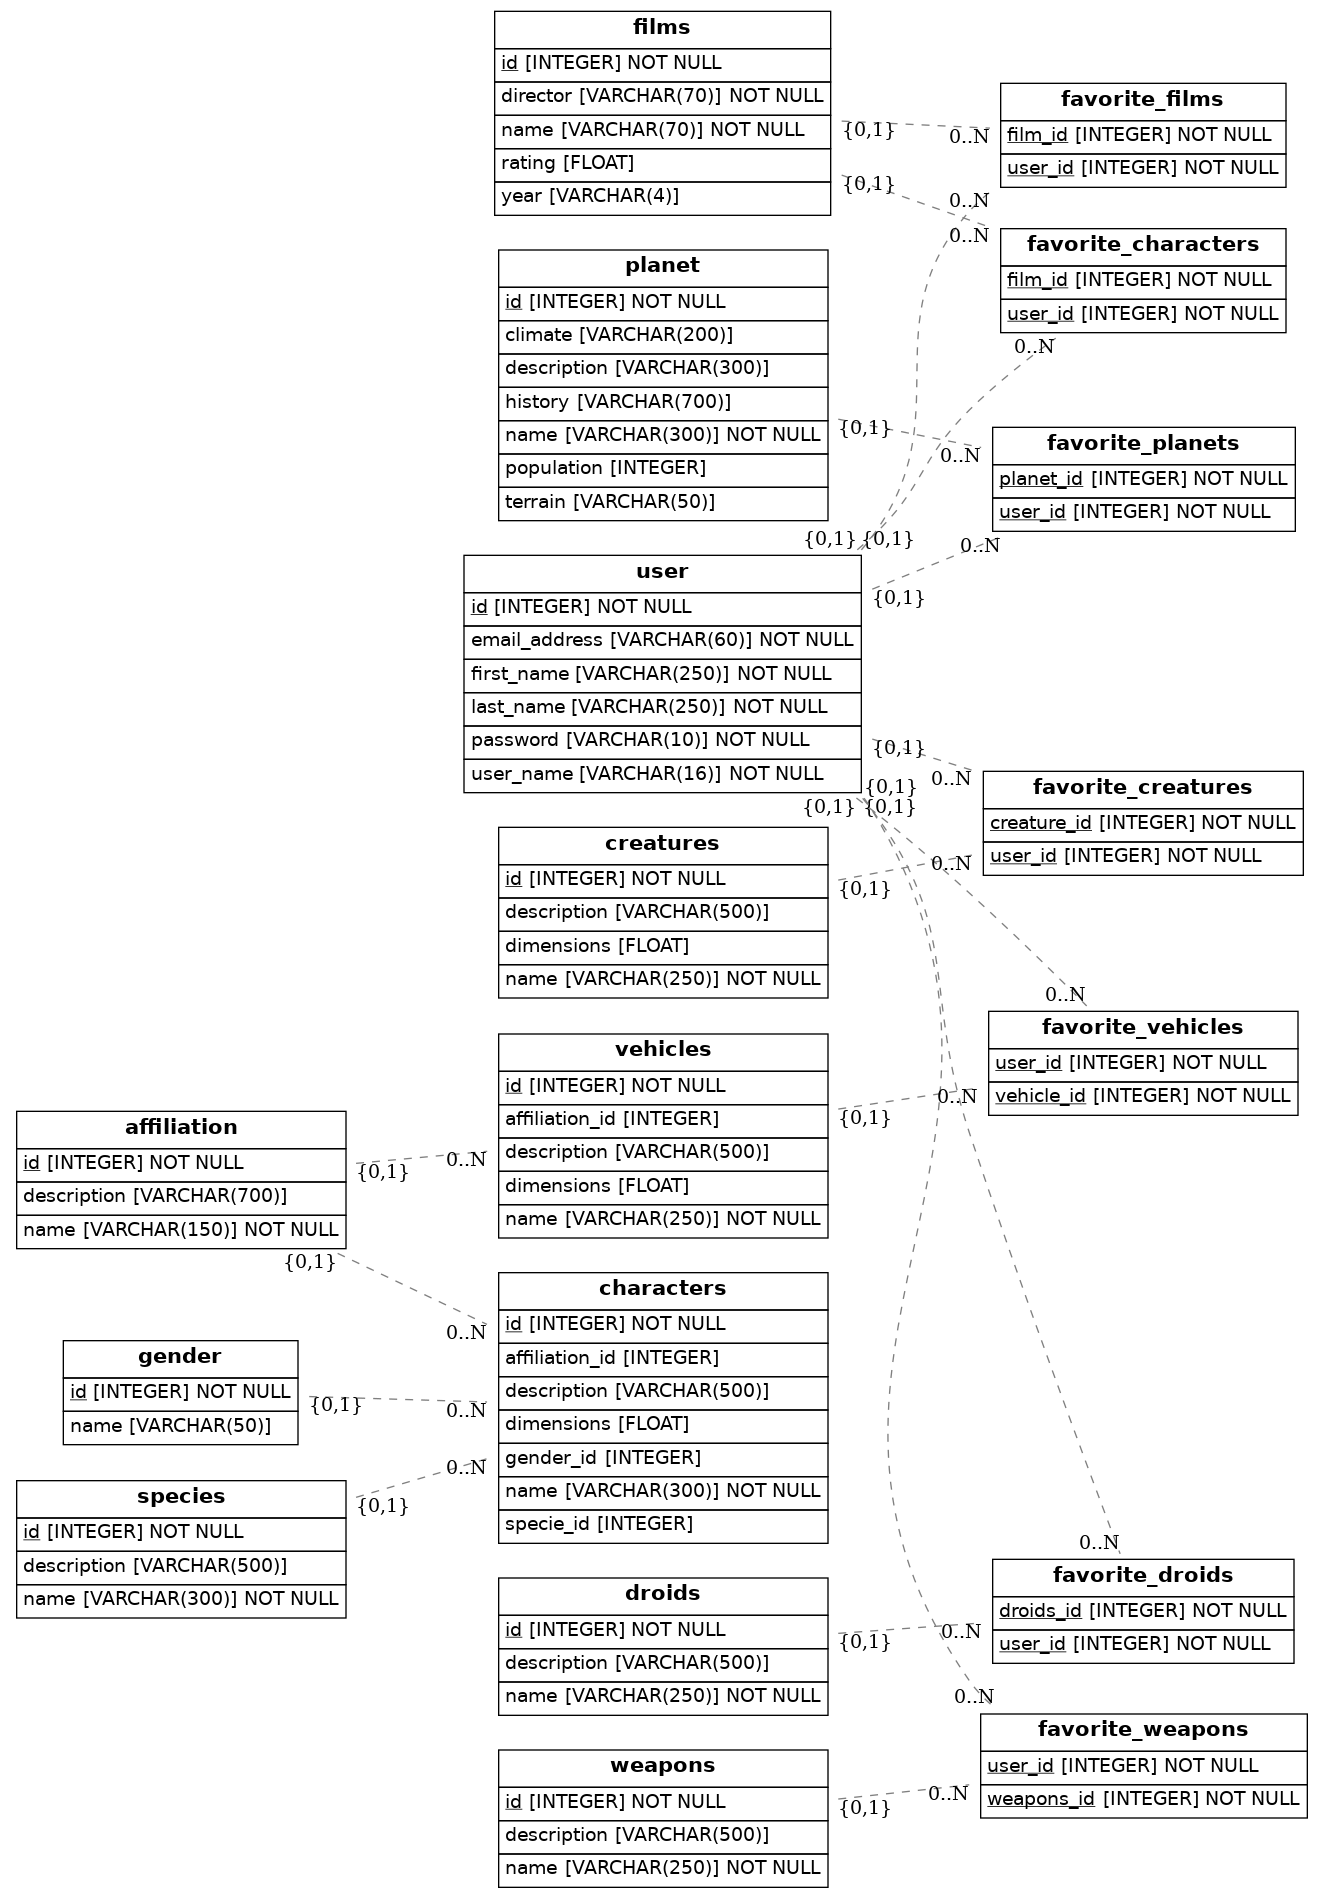 films
id [INTEGER] NOT NULL
director [VARCHAR(70)] NOT NULL
name [VARCHAR(70)] NOT NULL
rating [FLOAT]
year [VARCHAR(4)]
favorite_films
film_id [INTEGER] NOT NULL
user_id [INTEGER] NOT NULL
{0,1}
0..N
{0,1}
0..N
0..N
favorite_characters
film_id [INTEGER] NOT NULL
user_id [INTEGER] NOT NULL
0..N
planet
id [INTEGER] NOT NULL
climate [VARCHAR(200)]
description [VARCHAR(300)]
history [VARCHAR(700)]
name [VARCHAR(300)] NOT NULL
population [INTEGER]
terrain [VARCHAR(50)]
{0,1}
0..N
favorite_planets
planet_id [INTEGER] NOT NULL
user_id [INTEGER] NOT NULL
{0,1}
{0,1}
0..N
{0,1}
user
id [INTEGER] NOT NULL
email_address [VARCHAR(60)] NOT NULL
first_name [VARCHAR(250)] NOT NULL
last_name [VARCHAR(250)] NOT NULL
password [VARCHAR(10)] NOT NULL
user_name [VARCHAR(16)] NOT NULL
{0,1}
0..N
{0,1}
{0,1}
{0,1}
favorite_creatures
creature_id [INTEGER] NOT NULL
user_id [INTEGER] NOT NULL
creatures
id [INTEGER] NOT NULL
description [VARCHAR(500)]
dimensions [FLOAT]
name [VARCHAR(250)] NOT NULL
{0,1}
0..N
0..N
favorite_vehicles
user_id [INTEGER] NOT NULL
vehicle_id [INTEGER] NOT NULL
vehicles
id [INTEGER] NOT NULL
affiliation_id [INTEGER]
description [VARCHAR(500)]
dimensions [FLOAT]
name [VARCHAR(250)] NOT NULL
{0,1}
0..N
affiliation
id [INTEGER] NOT NULL
description [VARCHAR(700)]
name [VARCHAR(150)] NOT NULL
{0,1}
0..N
{0,1}
0..N
characters
id [INTEGER] NOT NULL
affiliation_id [INTEGER]
description [VARCHAR(500)]
dimensions [FLOAT]
gender_id [INTEGER]
name [VARCHAR(300)] NOT NULL
specie_id [INTEGER]
gender
id [INTEGER] NOT NULL
name [VARCHAR(50)]
{0,1}
0..N
species
id [INTEGER] NOT NULL
description [VARCHAR(500)]
name [VARCHAR(300)] NOT NULL
{0,1}
0..N
droids
id [INTEGER] NOT NULL
description [VARCHAR(500)]
name [VARCHAR(250)] NOT NULL
{0,1}
0..N
0..N
favorite_droids
droids_id [INTEGER] NOT NULL
user_id [INTEGER] NOT NULL
0..N
favorite_weapons
user_id [INTEGER] NOT NULL
weapons_id [INTEGER] NOT NULL
weapons
id [INTEGER] NOT NULL
description [VARCHAR(500)]
name [VARCHAR(250)] NOT NULL
{0,1}
0..N